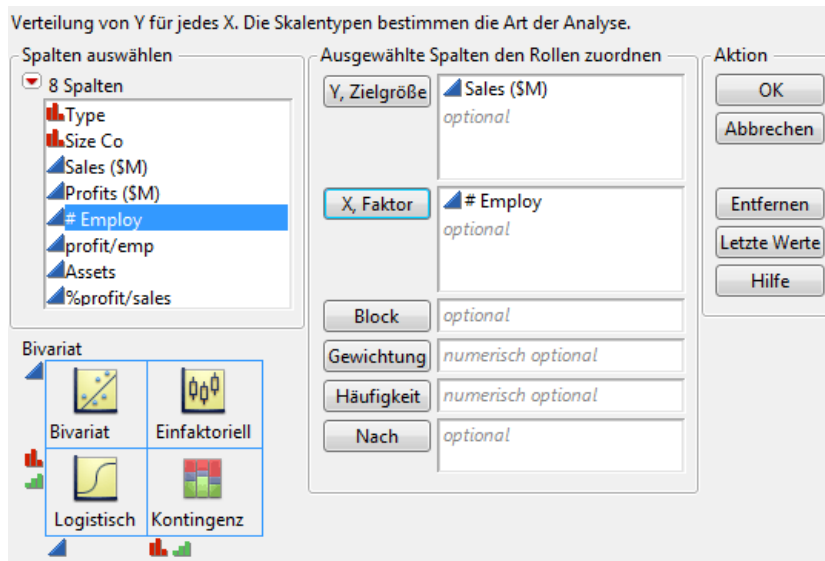 Verteilung von Y für jedes X. Die Skalentypen bestimmen die Art der Analyse.
Spalten auswählen
8 Spalten
Type
Size Co
Sales ($M)
Profits ($M)
# Employ
profit/emp
Assets
%profit/sales
Bivariat
Bivariat
Einfaktoriell
Logistisch
Kontingenz
Ausgewählte Spalten den Rollen zuordnen
Y, Zielgröße
Sales ($M)
optional
X, Faktor
# Employ
optional
Block
optional
Gewichtung
numerisch optional
Häufigkeit
numerisch optional
Nach
optional
Aktion
OK
Abbrechen
Entfernen
Letzte Werte
Hilfe